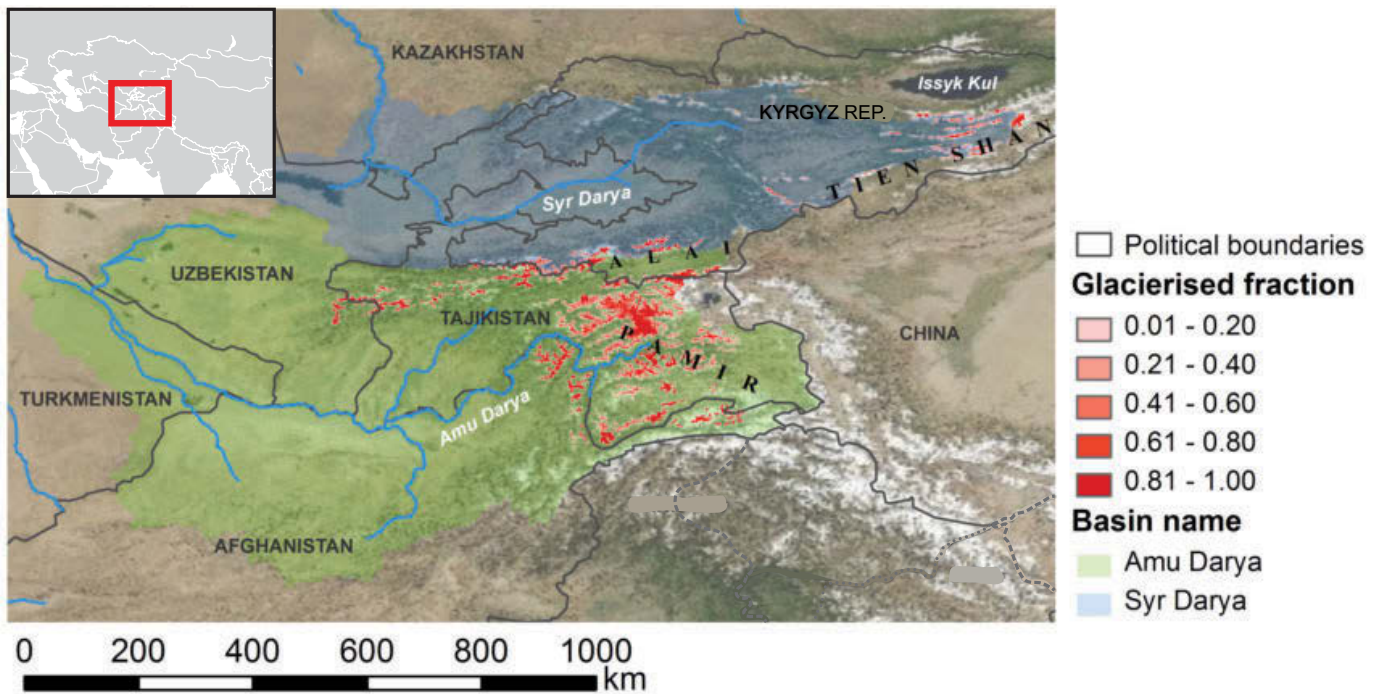 KAZAKHSTAN
Issyk Kul
KYRGYZ REP.
TIEN SHAN
Syr Darya
ALAI
UZBEKISTAN
TAJIKISTAN
PAMIR
CHINA
TURKMENISTAN
Amu Darya
AFGHANISTAN
Political boundaries
Glacierised fraction
0.01 - 0.20
0.21 - 0.40
0.41 - 0.60
0.61 - 0.80
0.81 - 1.00
Basin name
Amu Darya
Syr Darya
0 200 400 600 800 1000
km